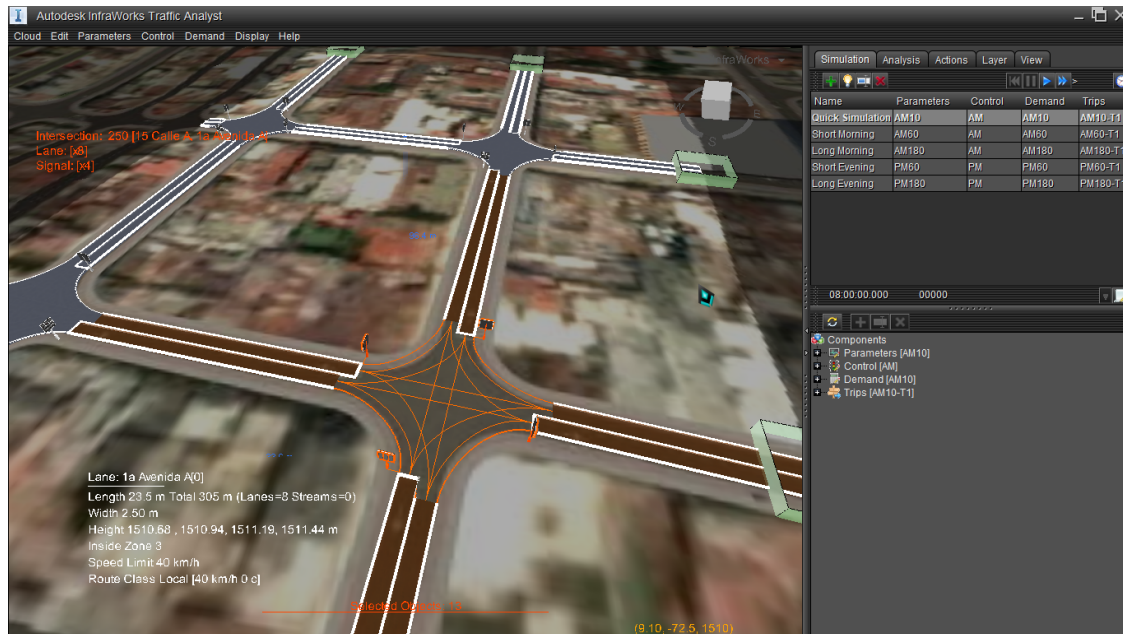 Autodesk InfraWorks Traffic Analyst
Cloud Edit Parameters Control Demand Display Help
Intersection: 250 [15 Calle A, 1a Avenida A]
Lane: [x8]
Signal: [x4]
Lane: 1a Avenida A[0]
Length 23.5 m Total 305 m (Lanes=8 Streams=0)
Width 2.50 m
Height 1510.68 , 1510.94, 1511.19, 1511.44 m
Inside Zone 3
Speed Limit 40 km/h
Route Class Local [40 km/h 0 c]
Selected Objects
(9.10, -72.5, 1510)
Simulation Analysis Actions Layer View
Name Parameters Control Demand Trips
Quick Simulation AM10 AM AM10 AM10-T1
Short Morning AM60 AM AM60 AM60-T1
Long Morning AM180 AM AM180 AM180-T1
Short Evening PM60 PM PM60 PM60-T1
Long Evening PM180 PM PM180 PM180-T1
08:00:00.000 00000
Components
Parameters [AM10]
Control [AM]
Demand [AM10]
Trips [AM10-T1]